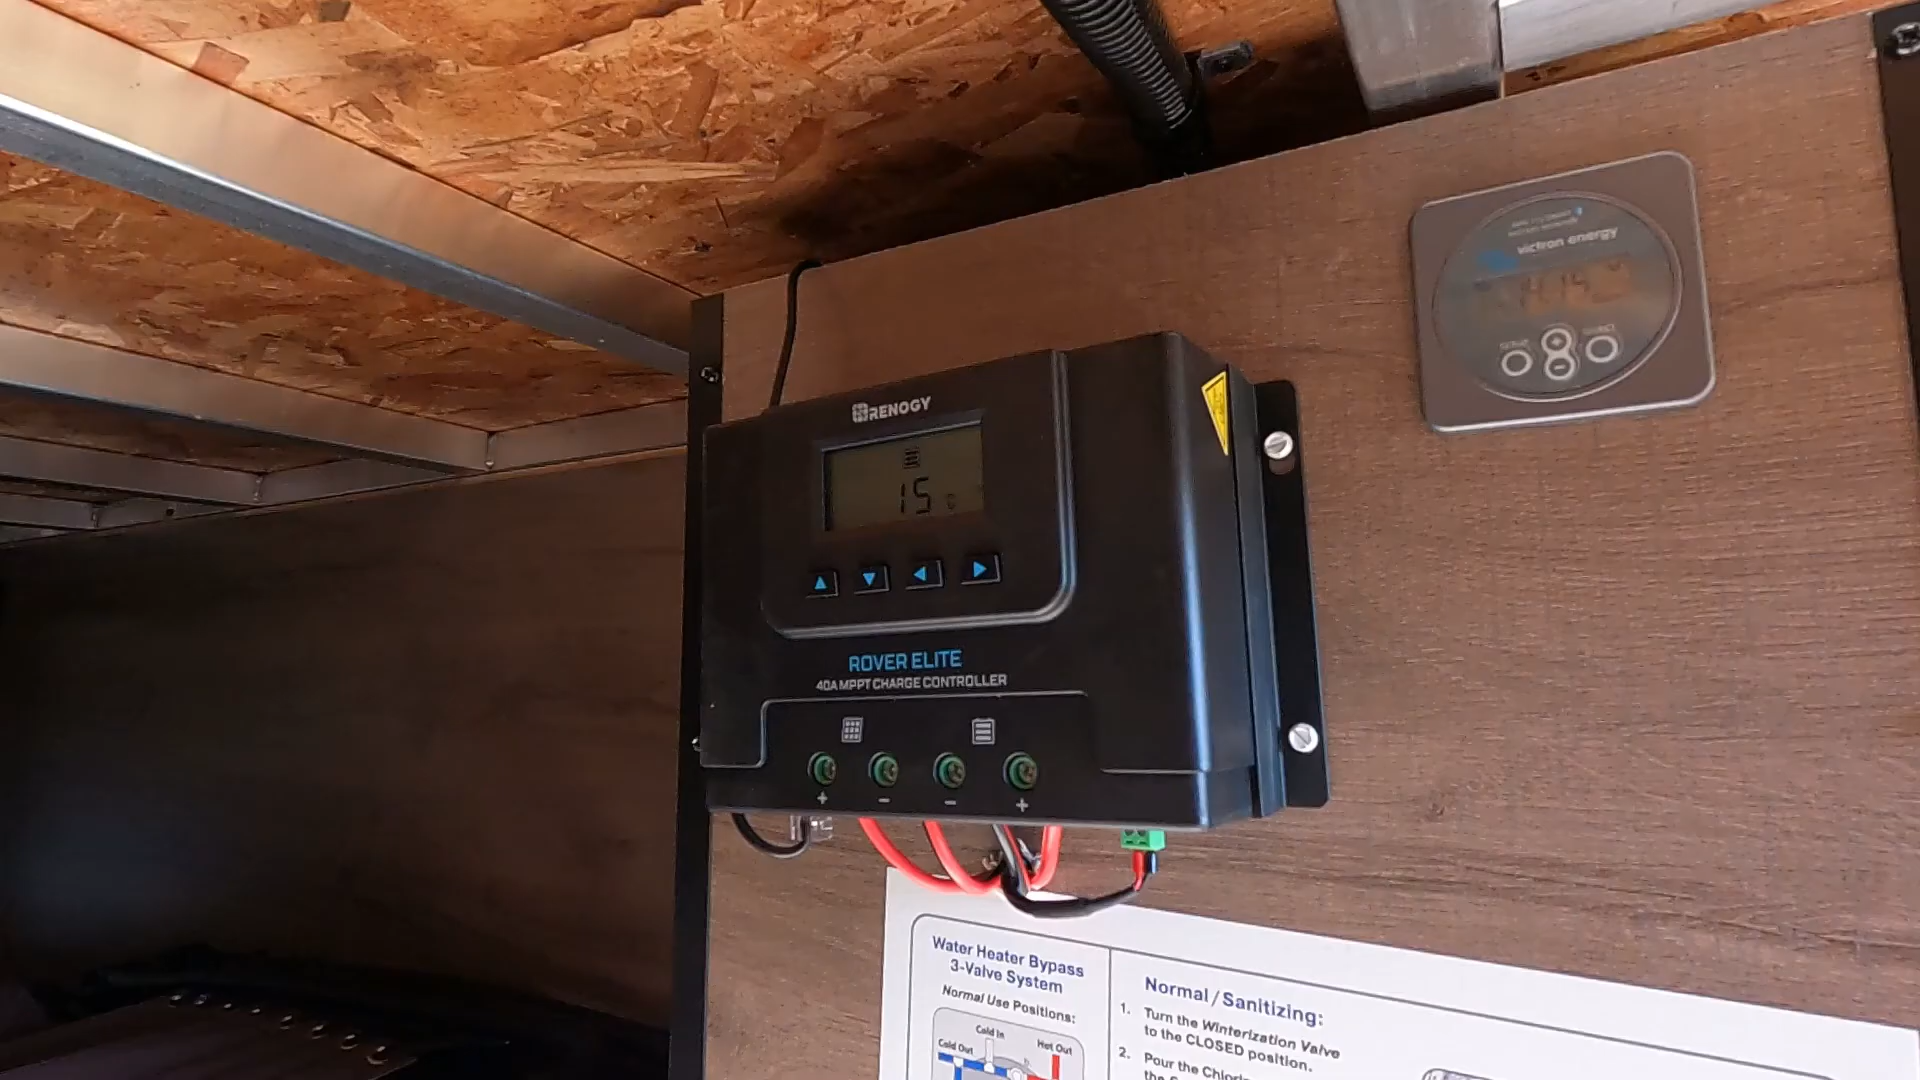 victron energy
RENOGY
15 C
ROVER ELITE
40A MPPT CHARGE CONTROLLER
+ - - +
Water Heater Bypass
3-Valve System
Normal Use Positions:
Cold In
Cold Out
Hot Out
Normal / Sanitizing:
1. Turn the Winterization Valve
to the CLOSED position.
2. Pour the
the